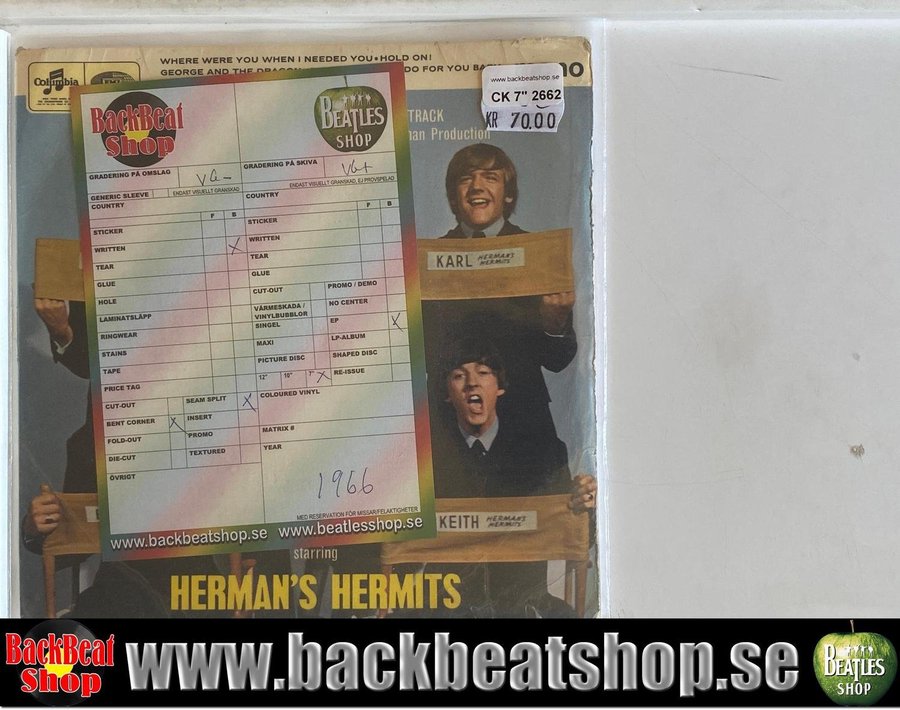 WHERE WERE YOU WHEN I NEEDED YOU•HOLD ON!
GEORGE AND THE DRAGON
DO FOR YOU BABY
Columbia
www.backbeatshop.se
CK 7" 2662
KR 70.00
TRACK
Production
BackBeat
Shop
BEATLES
SHOP
GRADERING PÅ OMSLAG
VG-
GRADERING PÅ SKIVA
VG+
GENERIC SLEEVE
ENDAST VISUELLT GRANSKAD
ENDAST VISUELLT GRANSKAD, EJ PROVSPELAD
COUNTRY
F B
STICKER
WRITTEN X
TEAR
GLUE
HOLE
LAMINATSLÄPP
RINGWEAR
STAINS
TAPE
PRICE TAG
CUT-OUT
SEAM SPLIT X
BENT CORNER X
INSERT
FOLD-OUT
PROMO
DIE-CUT
TEXTURED
ÖVRIGT
COUNTRY
F B
STICKER
WRITTEN
TEAR
GLUE
CUT-OUT
PROMO / DEMO
VÄRMESKADA /
VINYLBUBBLOR
NO CENTER
SINGEL
EP X
MAXI
LP-ALBUM
PICTURE DISC
SHAPED DISC
12" 10" 7" X
RE-ISSUE
COLOURED VINYL
MATRIX #
YEAR
1966
MED RESERVATION FÖR MISSAR/FELAKTIGHETER
www.backbeatshop.se www.beatlesshop.se
KARL HERMAN'S
HERMITS
KEITH HERMAN'S
HERMITS
starring
HERMAN'S HERMITS
BackBeat
Shop
www.backbeatshop.se
BEATLES
SHOP